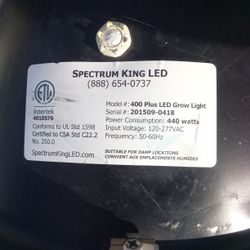 SPECTRUM KING LED
(888) 654-0737
ETL
Intertek
4010576
Conforms to UL Std 1598
Certified to CSA Std C22.2
No. 250.0
SpectrumKingLED.com
Model #: 400 Plus LED Grow Light
Serial #: 201509-0418
Power Consumption: 440 watts
Input Voltage: 120-277VAC
Frequency: 50-60Hz
SUITABLE FOR DAMP LOCATIONS
CONVIENT AUX EMPLACEMENTS HUMIDES